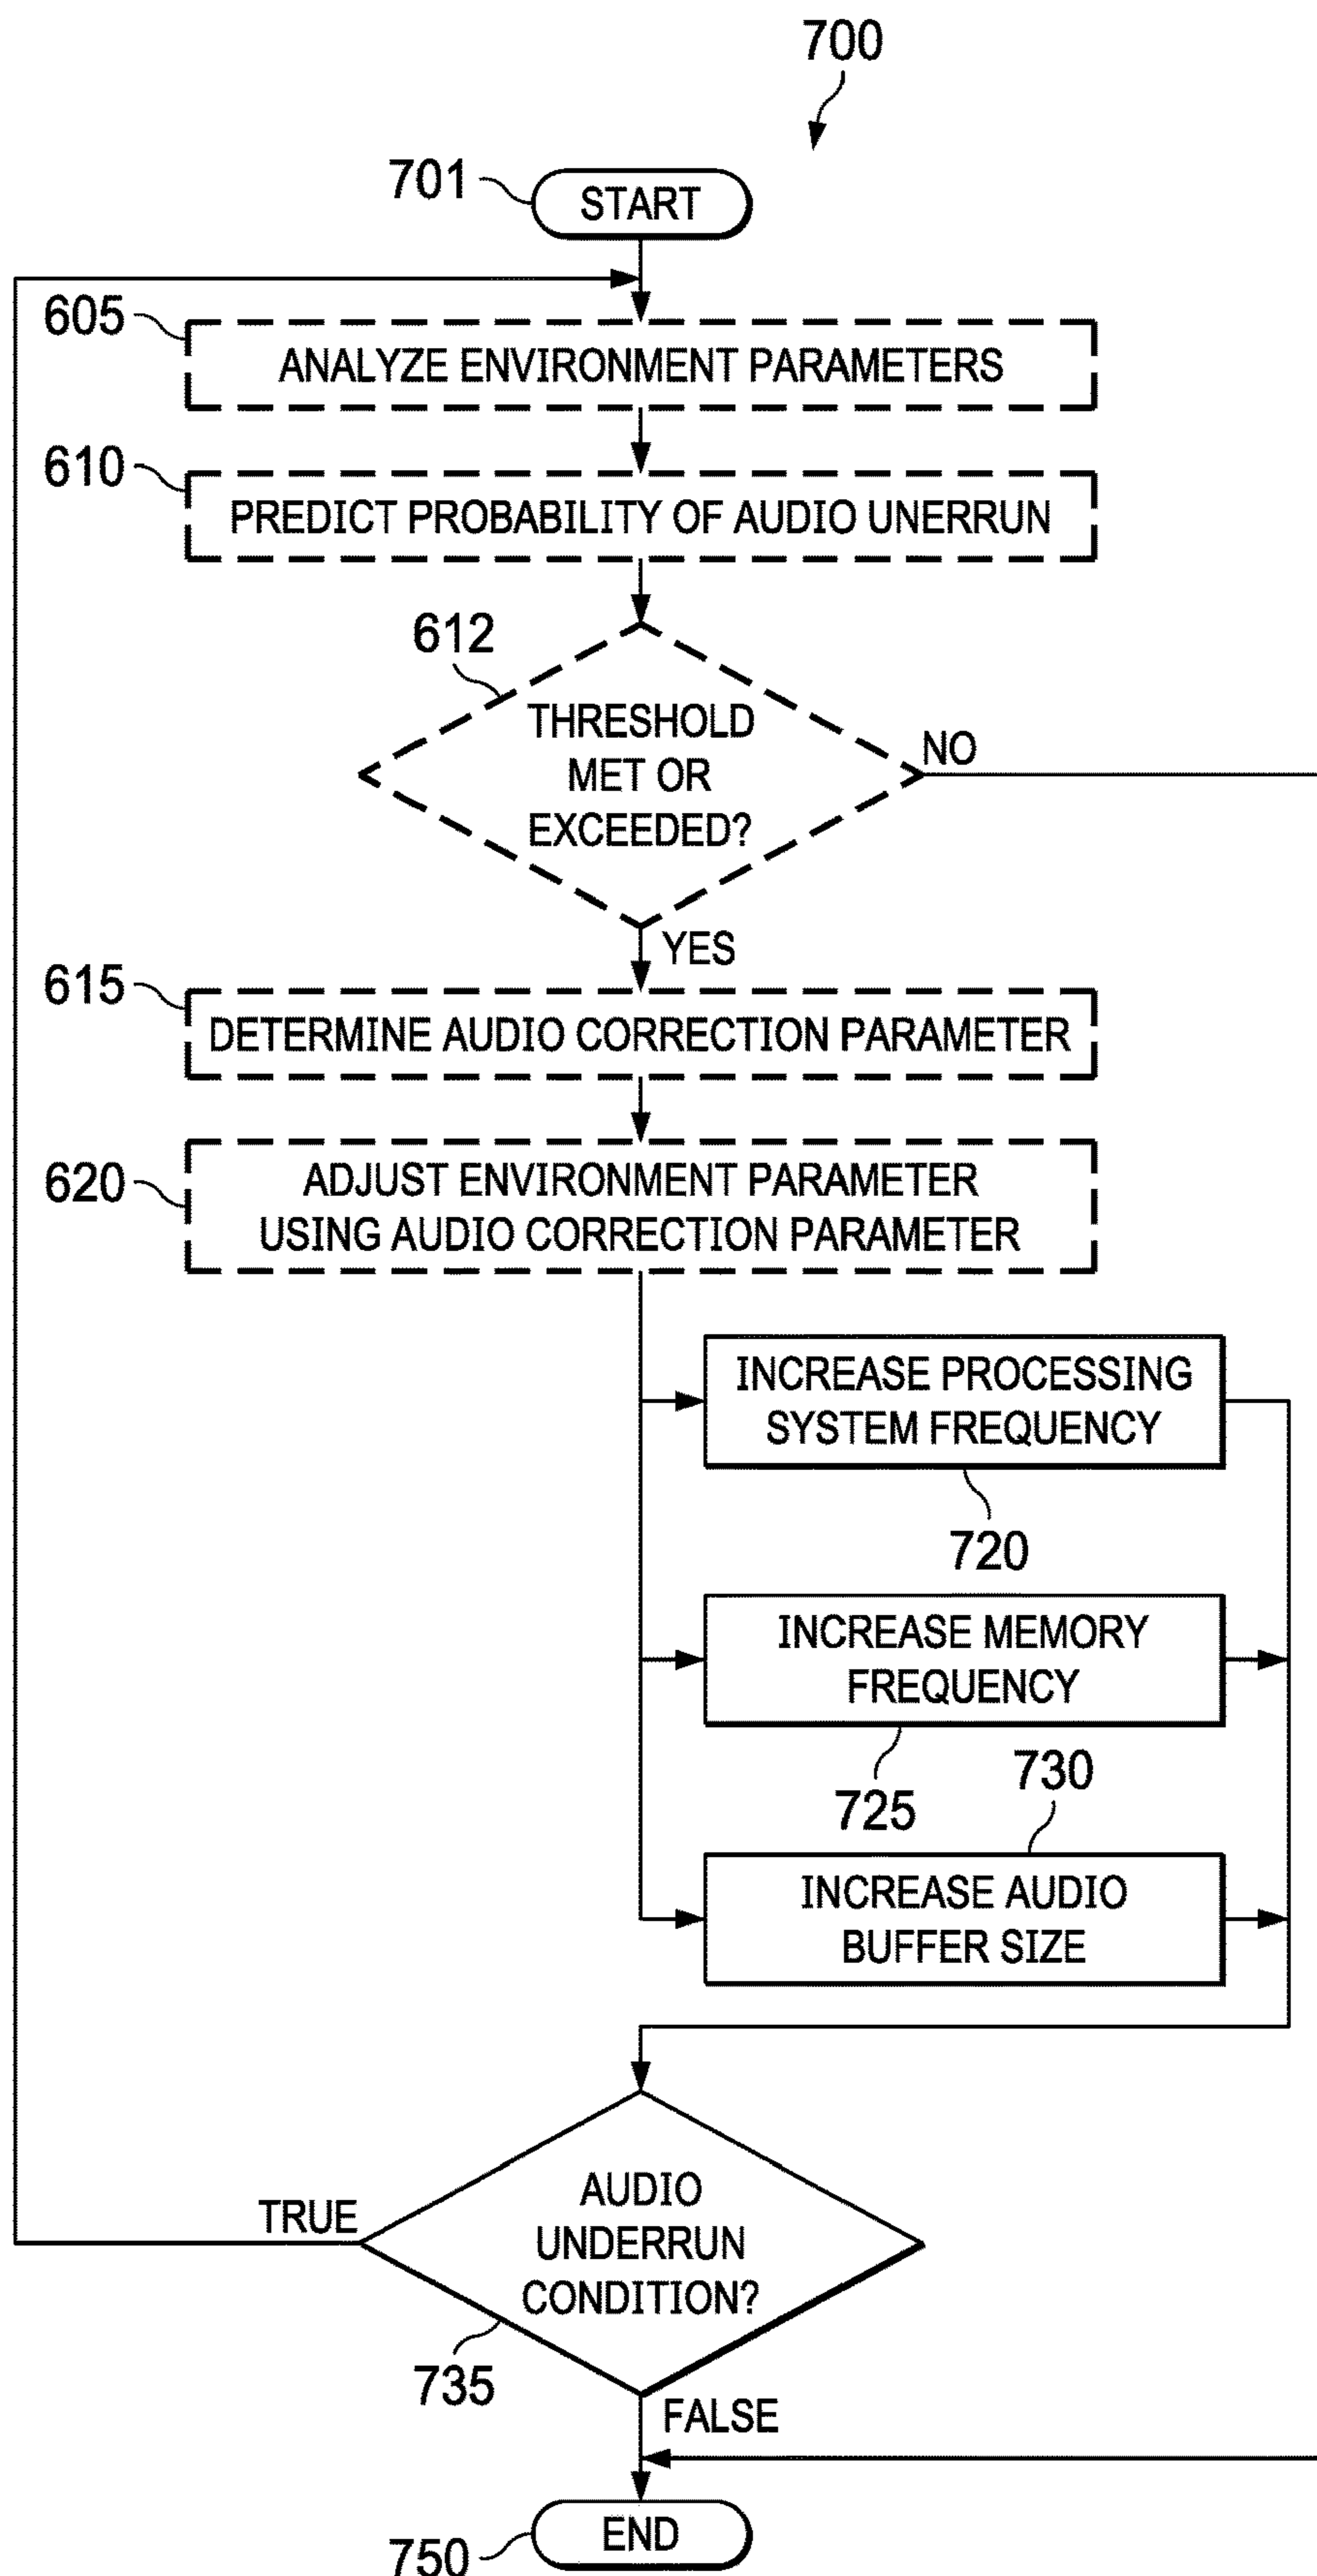 700
701
START
605
ANALYZE ENVIRONMENT PARAMETERS
610
PREDICT PROBABILITY OF AUDIO UNERRUN
612
THRESHOLD
MET OR
EXCEEDED?
NO
YES
615
DETERMINE AUDIO CORRECTION PARAMETER
620
ADJUST ENVIRONMENT PARAMETER
USING AUDIO CORRECTION PARAMETER
INCREASE PROCESSING
SYSTEM FREQUENCY
720
INCREASE MEMORY
FREQUENCY
725
730
INCREASE AUDIO
BUFFER SIZE
TRUE
AUDIO
UNDERRUN
CONDITION?
735
FALSE
END
750